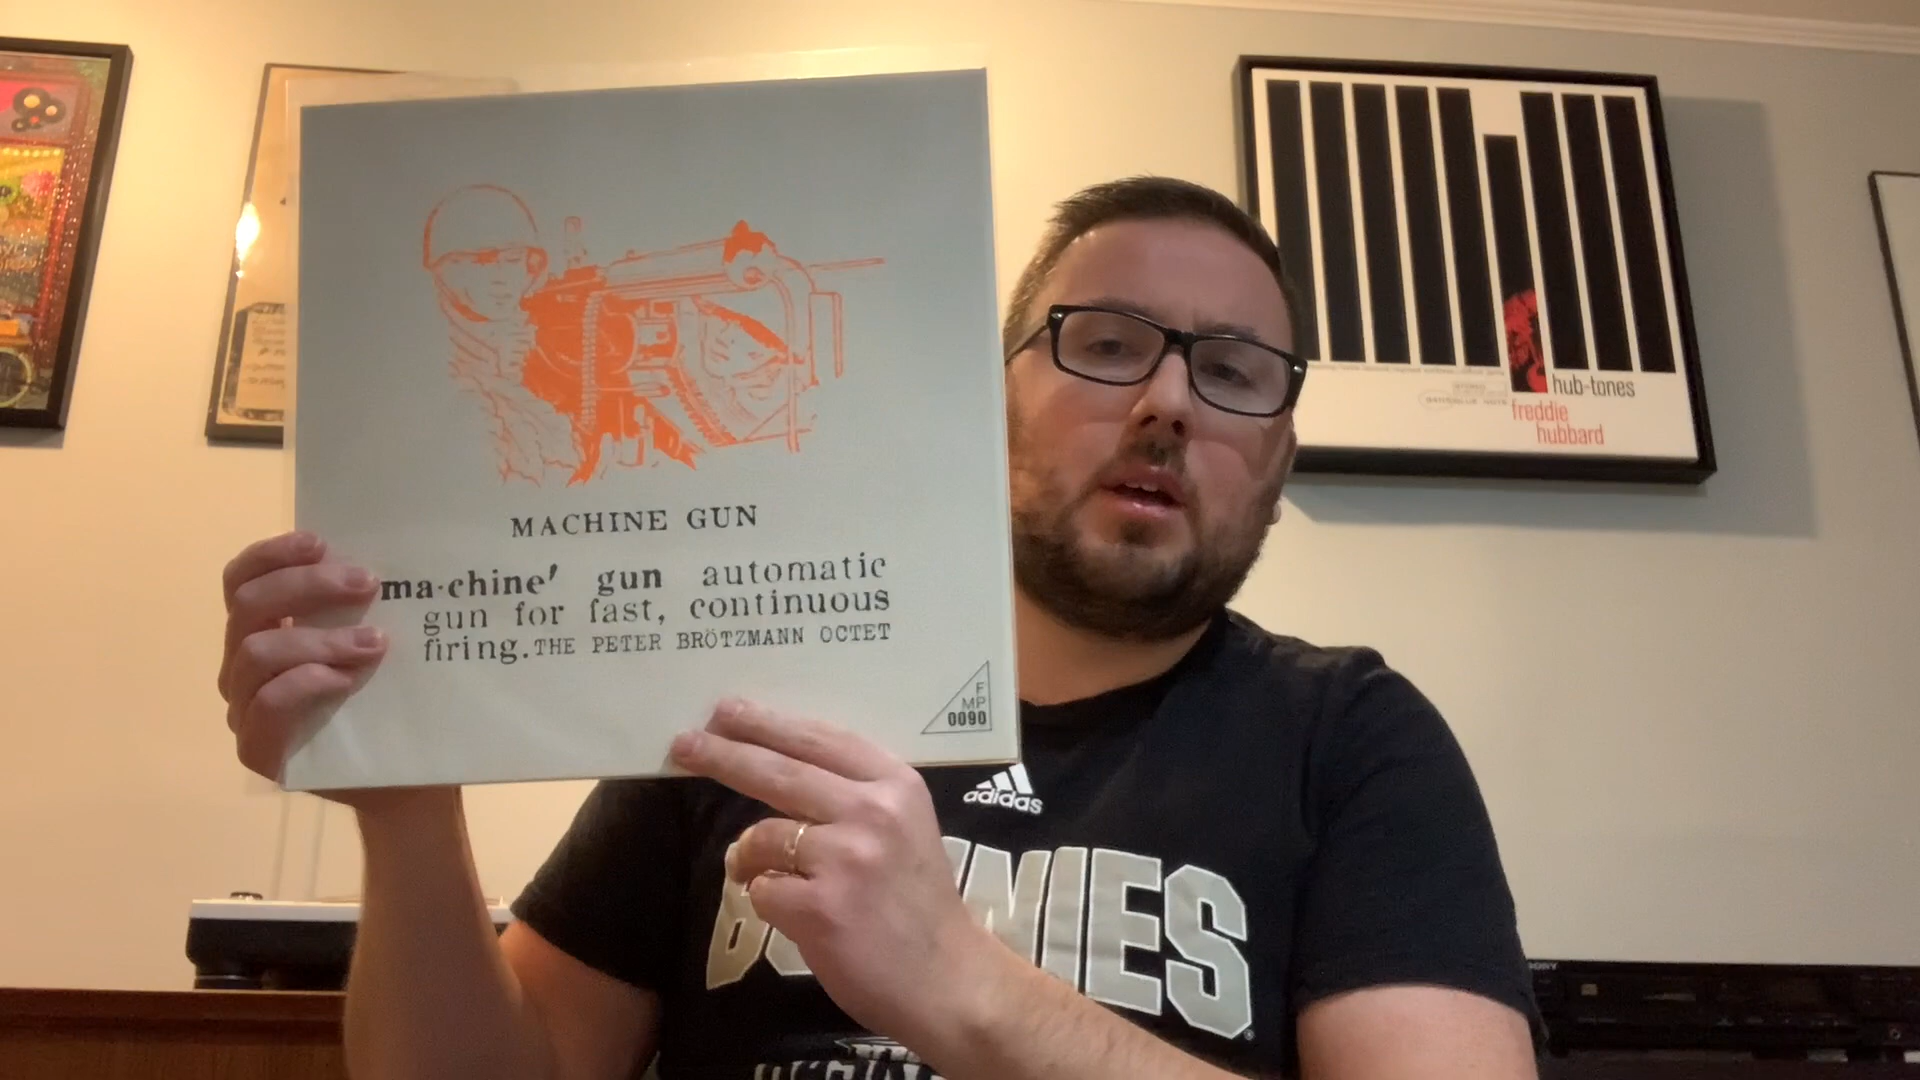 MACHINE GUN
ma·chine′ gun automatic
gun for fast, continuous
firing. THE PETER BRÖTZMANN OCTET
F
MP
0090
hub-tones
freddie
hubbard
adidas
SONY